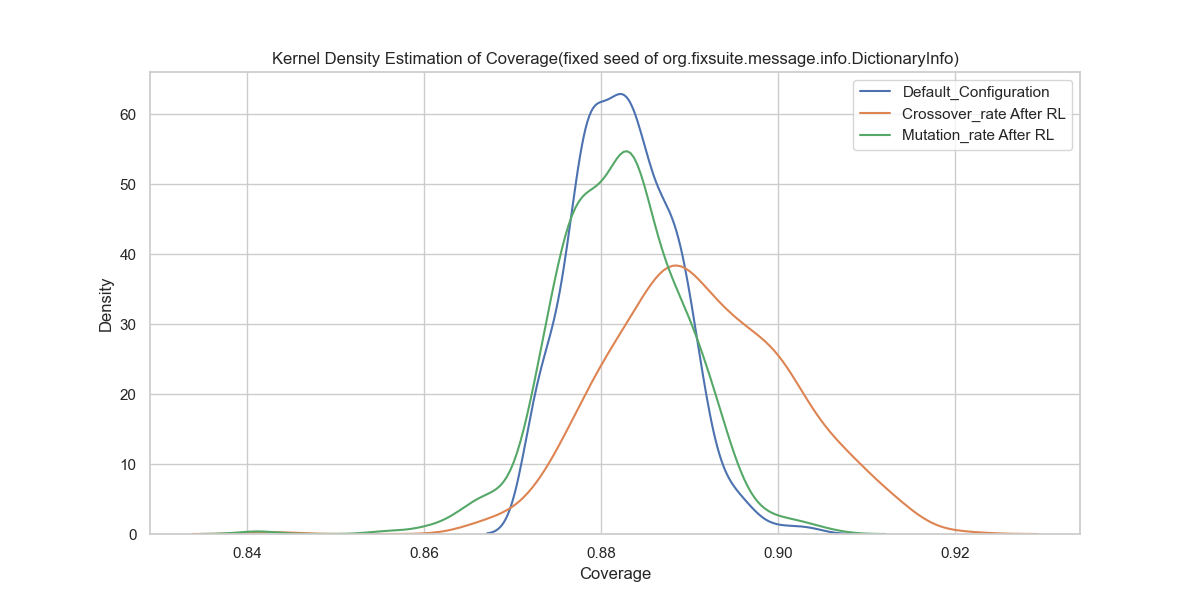 Kernel Density Estimation of Coverage(fixed seed of org.fixsuite.message.info.DictionaryInfo)
Default_Configuration
Crossover_rate After RL
Mutation_rate After RL
60
50
40
30
20
10
0
Density
0.84 0.86 0.88 0.90 0.92
Coverage